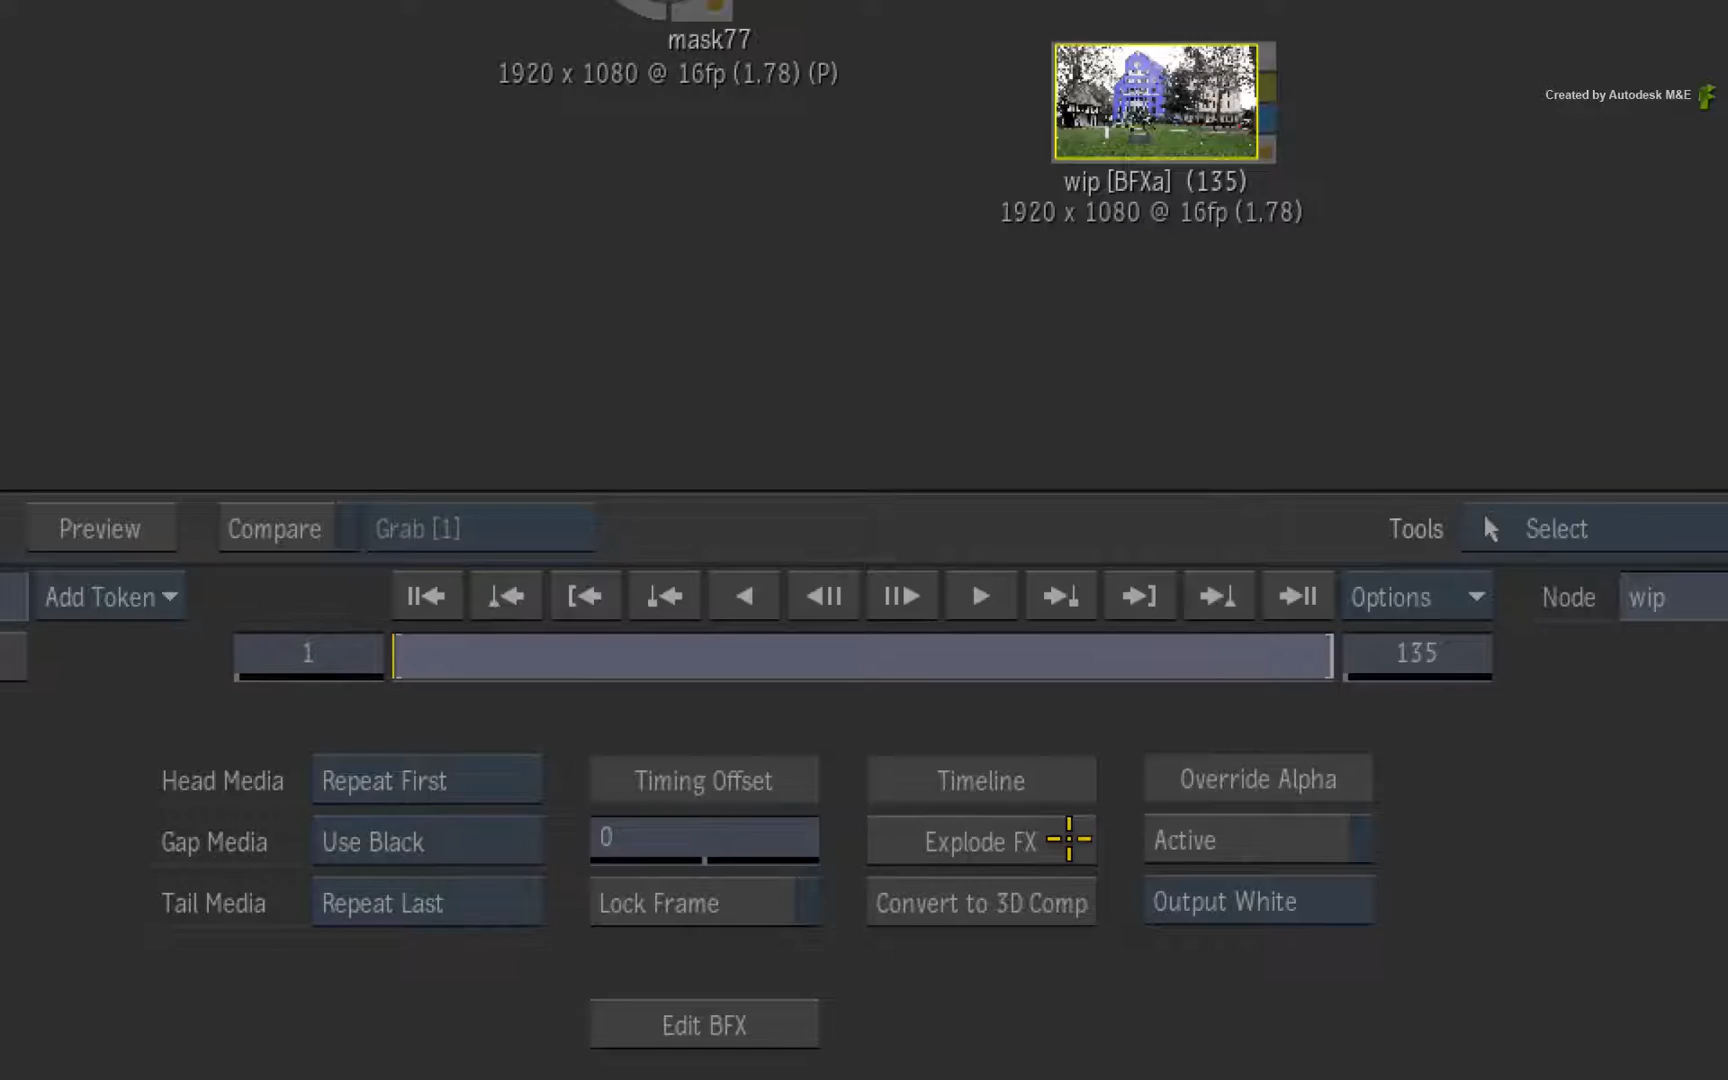 mask77
1920 x 1080 @ 16fp (1.78) (P)
Created by Autodesk M&E
wip [BFXa] (135)
1920 x 1080 @ 16fp (1.78)
Preview
Compare
Grab [1]
Tools
Select
Add Token
Options
Node
wip
1
135
Head Media
Repeat First
Timing Offset
Timeline
Override Alpha
Gap Media
Use Black
0
Explode FX
Active
Tail Media
Repeat Last
Lock Frame
Convert to 3D Comp
Output White
Edit BFX